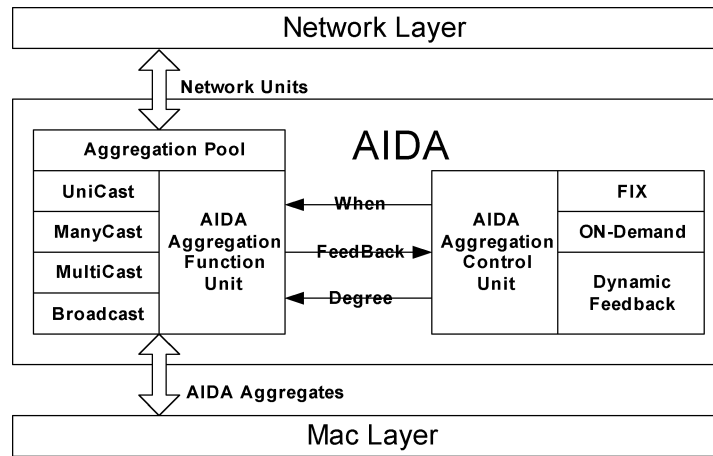 Network Layer
Network Units
AIDA
Aggregation Pool
UniCast
ManyCast
MultiCast
Broadcast
AIDA
Aggregation
Function
Unit
When
FeedBack
Degree
AIDA
Aggregation
Control
Unit
FIX
ON-Demand
Dynamic
Feedback
AIDA Aggregates
Mac Layer